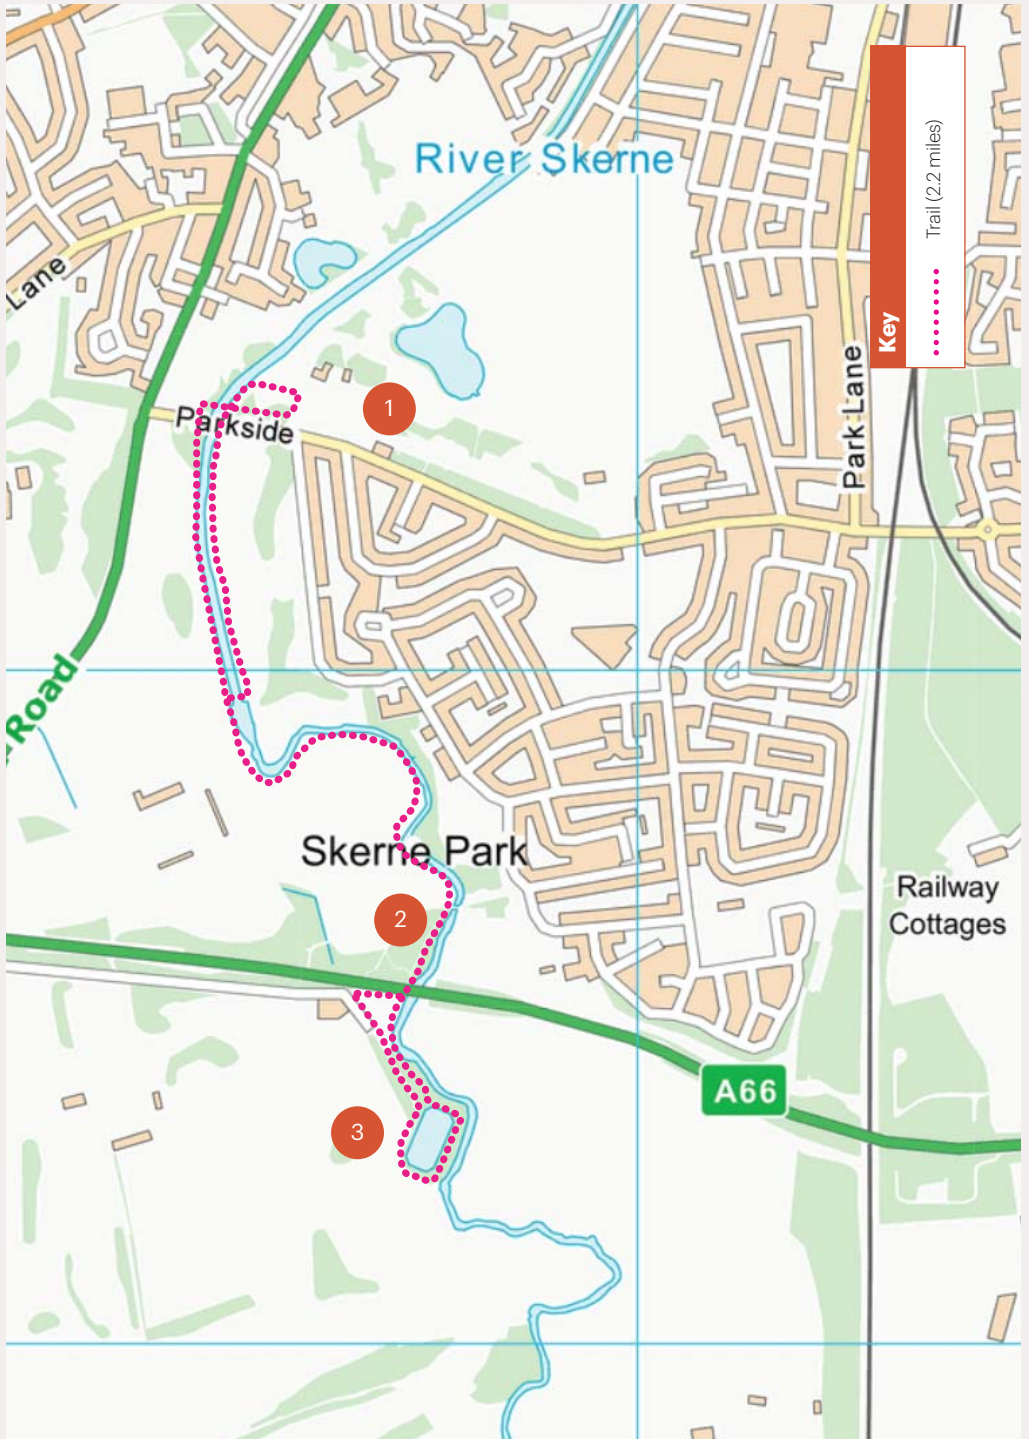 River Skerne
Lane
Key
Trail (2.2 miles)
Park Lane
Parkside
1
Road
Skerne Park
2
Railway
Cottages
A66
3